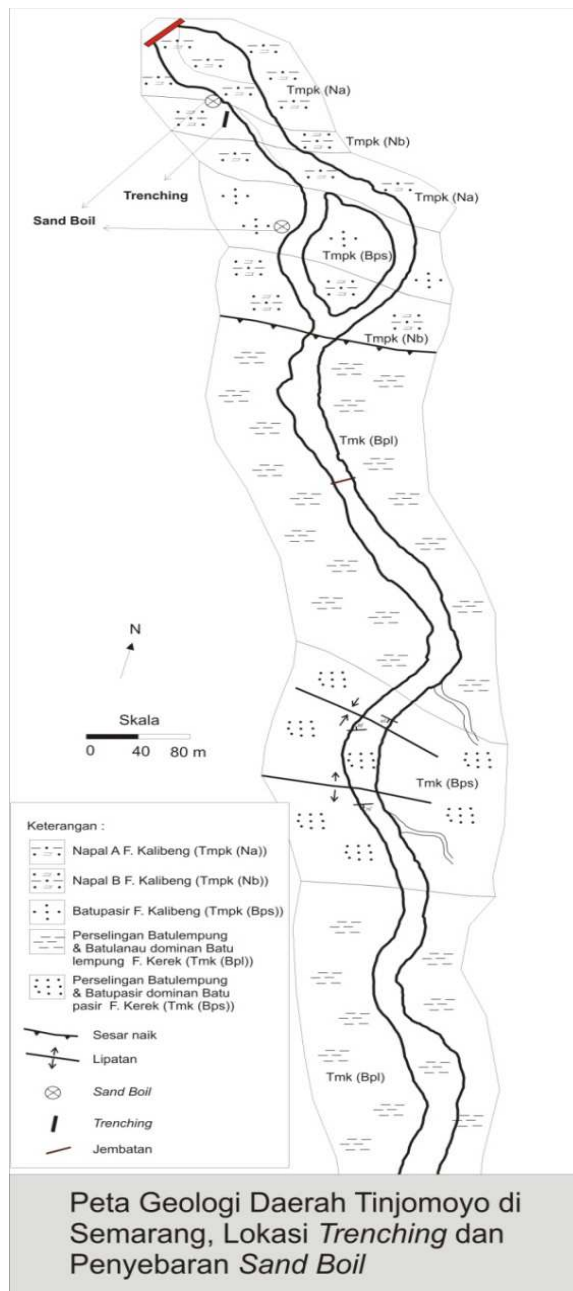 Tmpk (Na)
Tmpk (Nb)
Trenching
Tmpk (Na)
Sand Boil
Tmpk (Bps)
Tmpk (Nb)
Tmk (Bpl)
N
Skala
0 40 80 m
Tmk (Bps)
Keterangan :
Napal A F. Kalibeng (Tmpk (Na))
Napal B F. Kalibeng (Tmpk (Nb))
Batupasir F. Kalibeng (Tmpk (Bps))
Perselingan Batulempung
& Batulanau dominan Batu
lempung F. Kerek (Tmk (Bpl))
Perselingan Batulempung
& Batupasir dominan Batu
pasir F. Kerek (Tmk (Bps))
Sesar naik
Lipatan
Sand Boil
Trenching
Jembatan
Tmk (Bpl)
Peta Geologi Daerah Tinjomoyo di
Semarang, Lokasi Trenching dan
Penyebaran Sand Boil